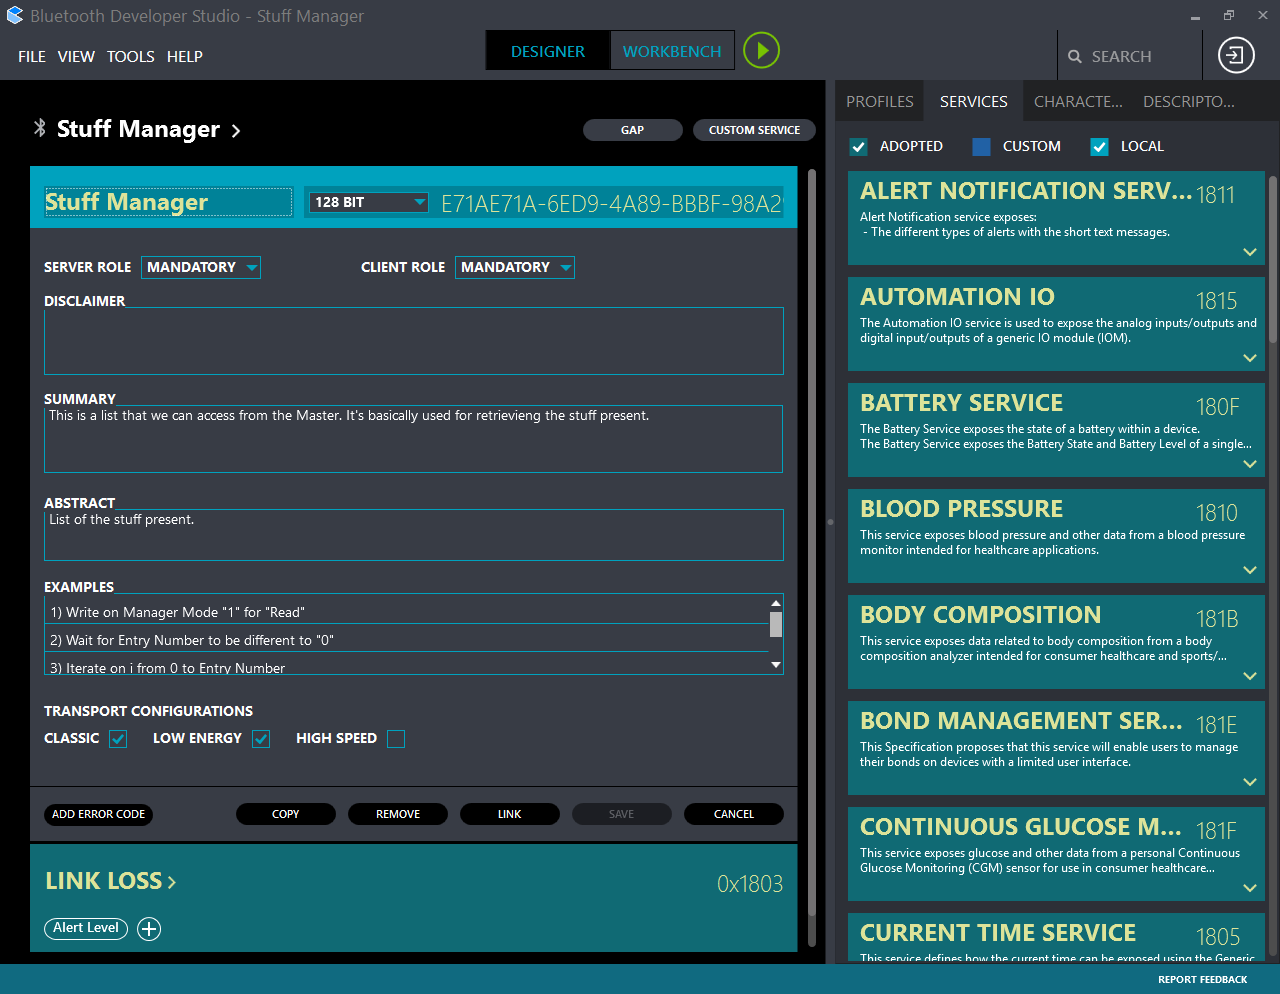 Bluetooth Developer Studio - Stuff Manager
FILE VIEW TOOLS HELP
DESIGNER WORKBENCH
SEARCH
Stuff Manager
GAP
CUSTOM SERVICE
Stuff Manager
128 BIT
E71AE71A-6ED9-4A89-BBBF-98A2
SERVER ROLE MANDATORY
CLIENT ROLE MANDATORY
DISCLAIMER
SUMMARY
This is a list that we can access from the Master. It's basically used for retrievieng the stuff present.
ABSTRACT
List of the stuff present.
EXAMPLES
1) Write on Manager Mode "1" for "Read"
2) Wait for Entry Number to be different to "0"
3) Iterate on i from 0 to Entry Number
TRANSPORT CONFIGURATIONS
CLASSIC LOW ENERGY HIGH SPEED
ADD ERROR CODE COPY REMOVE LINK SAVE CANCEL
LINK LOSS
0x1803
Alert Level
PROFILES SERVICES CHARACTE... DESCRIPTO...
ADOPTED CUSTOM LOCAL
ALERT NOTIFICATION SERV... 1811
Alert Notification service exposes:
- The different types of alerts with the short text messages.
AUTOMATION IO 1815
The Automation IO service is used to expose the analog inputs/outputs and
digital input/outputs of a generic IO module (IOM).
BATTERY SERVICE 180F
The Battery Service exposes the state of a battery within a device.
The Battery Service exposes the Battery State and Battery Level of a single...
BLOOD PRESSURE 1810
This service exposes blood pressure and other data from a blood pressure
monitor intended for healthcare applications.
BODY COMPOSITION 181B
This service exposes data related to body composition from a body
composition analyzer intended for consumer healthcare and sports/...
BOND MANAGEMENT SER... 181E
This Specification proposes that this service will enable users to manage
their bonds on devices with a limited user interface.
CONTINUOUS GLUCOSE M... 181F
This service exposes glucose and other data from a personal Continuous
Glucose Monitoring (CGM) sensor for use in consumer healthcare...
CURRENT TIME SERVICE 1805
This service defines how the current time can be exposed using the Generic
REPORT FEEDBACK